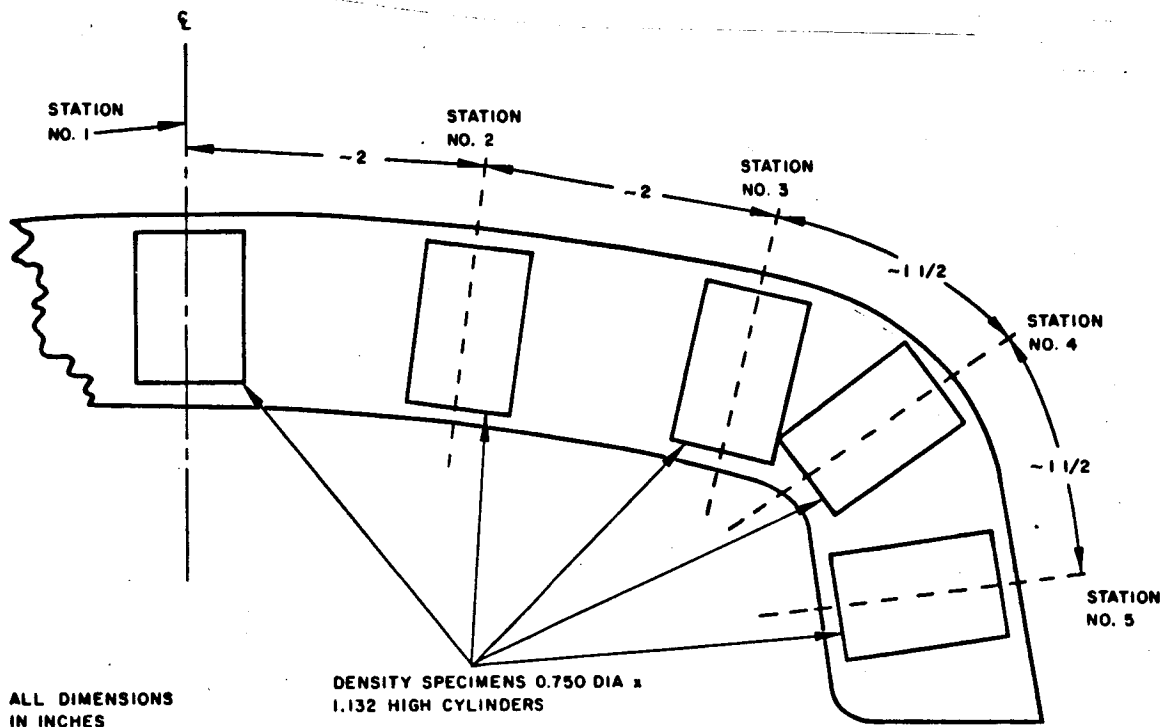 ℄
STATION
NO. 1
~2
STATION
NO. 2
~2
STATION
NO. 3
~1 1/2
STATION
NO. 4
~1 1/2
STATION
NO. 5
DENSITY SPECIMENS 0.750 DIA x
1.132 HIGH CYLINDERS
ALL DIMENSIONS
IN INCHES